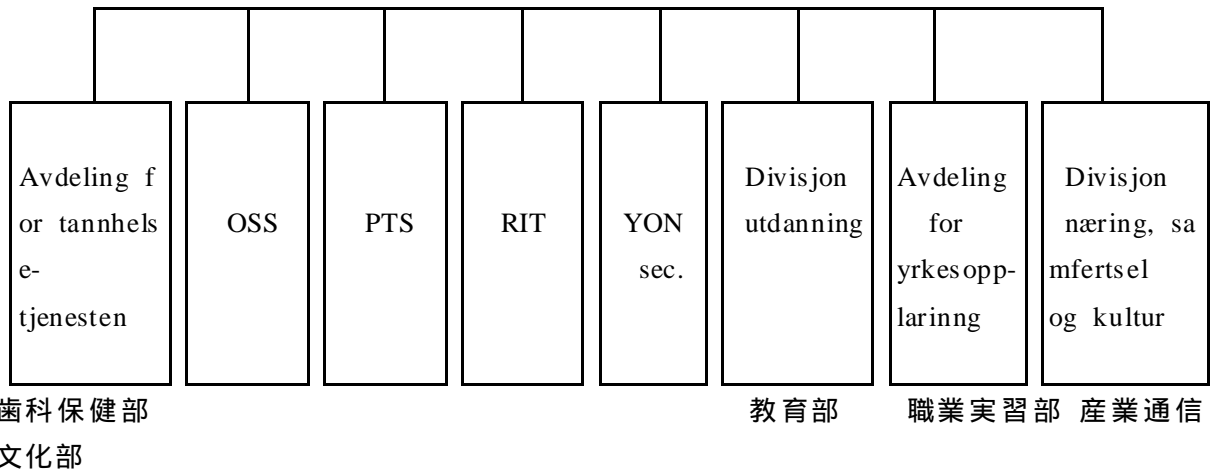 Avdeling f
or tannhels
e-
tjenesten
OSS
PTS
RIT
YON
sec.
Divisjon
utdanning
Avdeling
for
yrkesopp-
larinng
Divisjon
næring, sa
mfertsel
og kultur
歯科保健部 教育部 職業実習部 産業通信
文化部